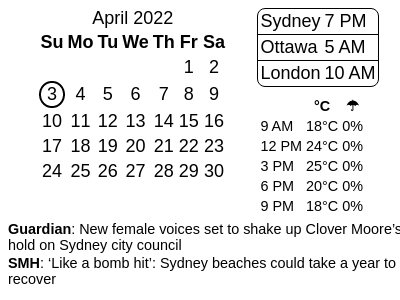 April 2022
Su Mo Tu We Th Fr Sa
1 2
3 4 5 6 7 8 9
10 11 12 13 14 15 16
17 18 19 20 21 22 23
24 25 26 27 28 29 30
Sydney 7 PM
Ottawa 5 AM
London 10 AM
°C ☂
9 AM 18°C 0%
12 PM 24°C 0%
3 PM 25°C 0%
6 PM 20°C 0%
9 PM 18°C 0%
Guardian: New female voices set to shake up Clover Moore's
hold on Sydney city council
SMH: ‘Like a bomb hit’: Sydney beaches could take a year to
recover